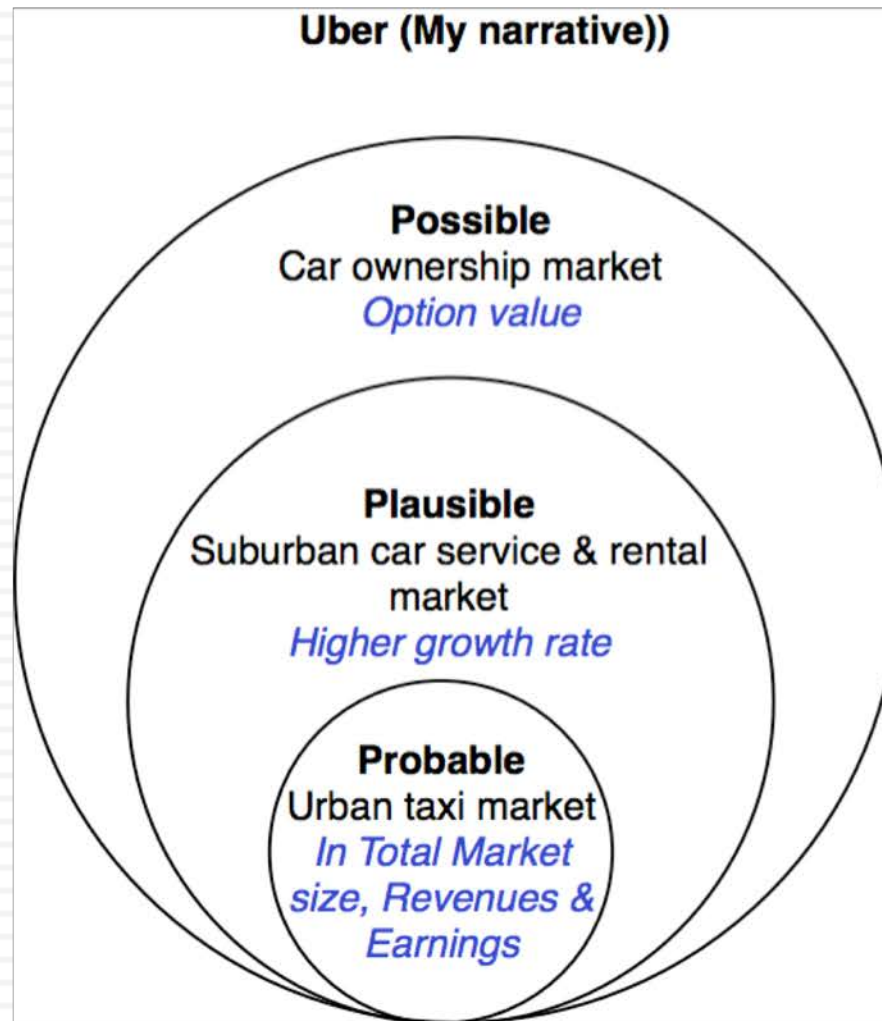 Uber (My narrative))
Possible
Car ownership market
Option value
Plausible
Suburban car service & rental
market
Higher growth rate
Probable
Urban taxi market
In Total Market
size, Revenues &
Earnings